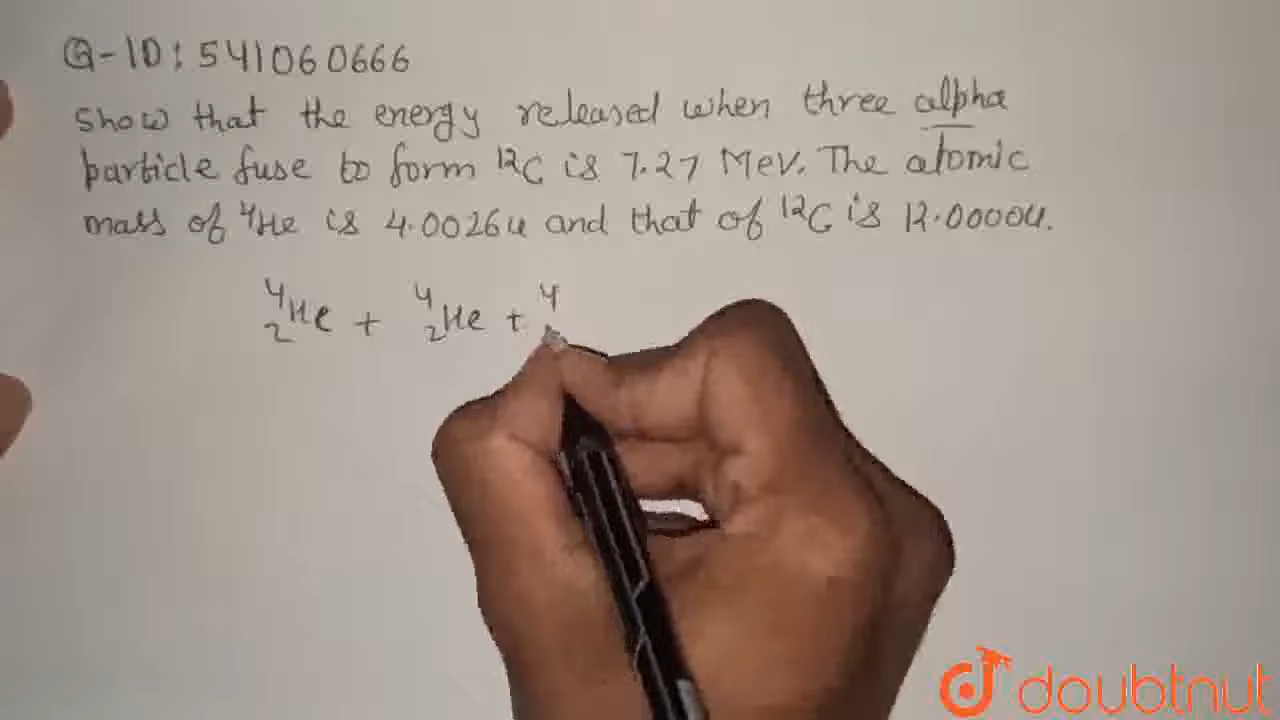 Q-ID: 541060666
Show that the energy released when three alpha
particle fuse to form ¹²C is 7.27 MeV. The atomic
mass of ⁴He is 4.0026u and that of ¹²C is 12.0000u.
⁴₂He + ⁴₂He + ⁴
doubtnut